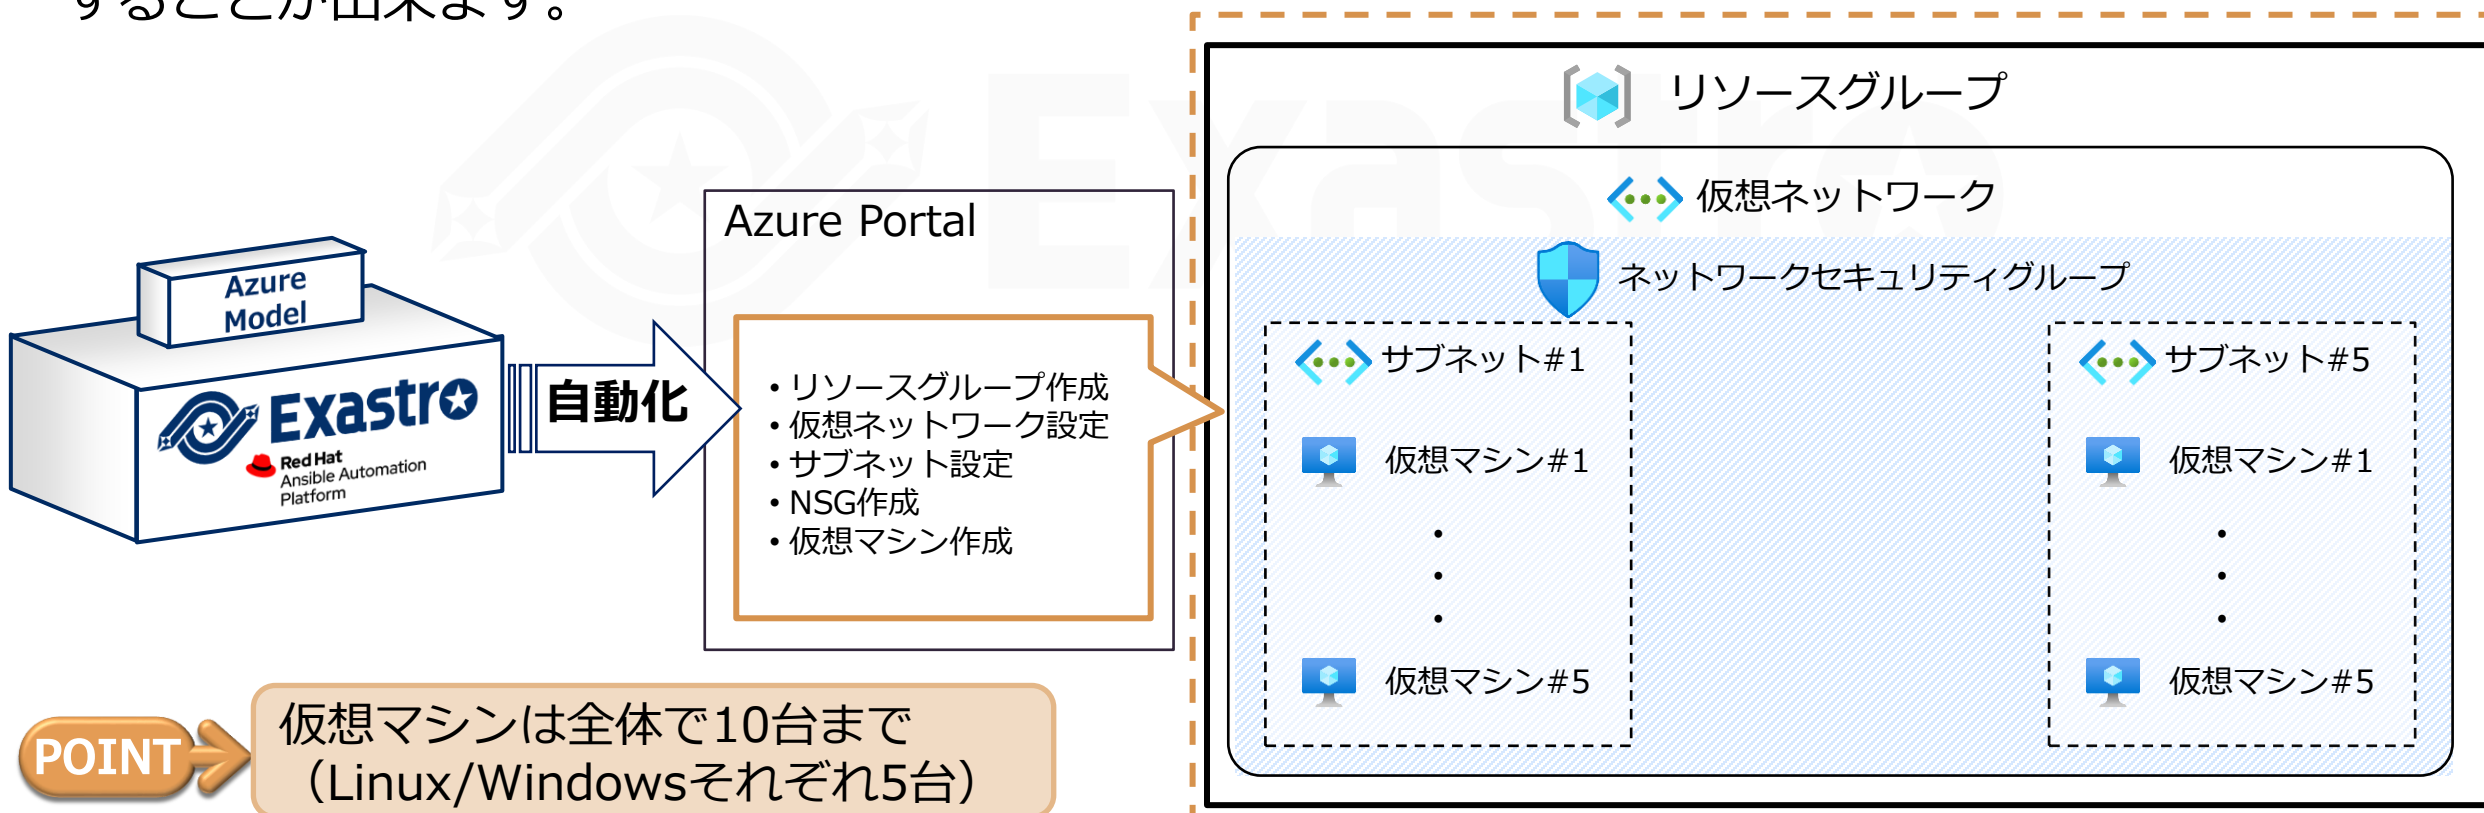 することが出来ます。
Azure
Model
Exastro
Red Hat
Ansible Automation
Platform
自動化
Azure Portal
・リソースグループ作成
・仮想ネットワーク設定
・サブネット設定
・NSG作成
・仮想マシン作成
リソースグループ
仮想ネットワーク
ネットワークセキュリティグループ
サブネット#1
仮想マシン#1
・
・
・
仮想マシン#5
サブネット#5
仮想マシン#1
・
・
・
仮想マシン#5
POINT
仮想マシンは全体で10台まで
（Linux/Windowsそれぞれ5台）
Exastro